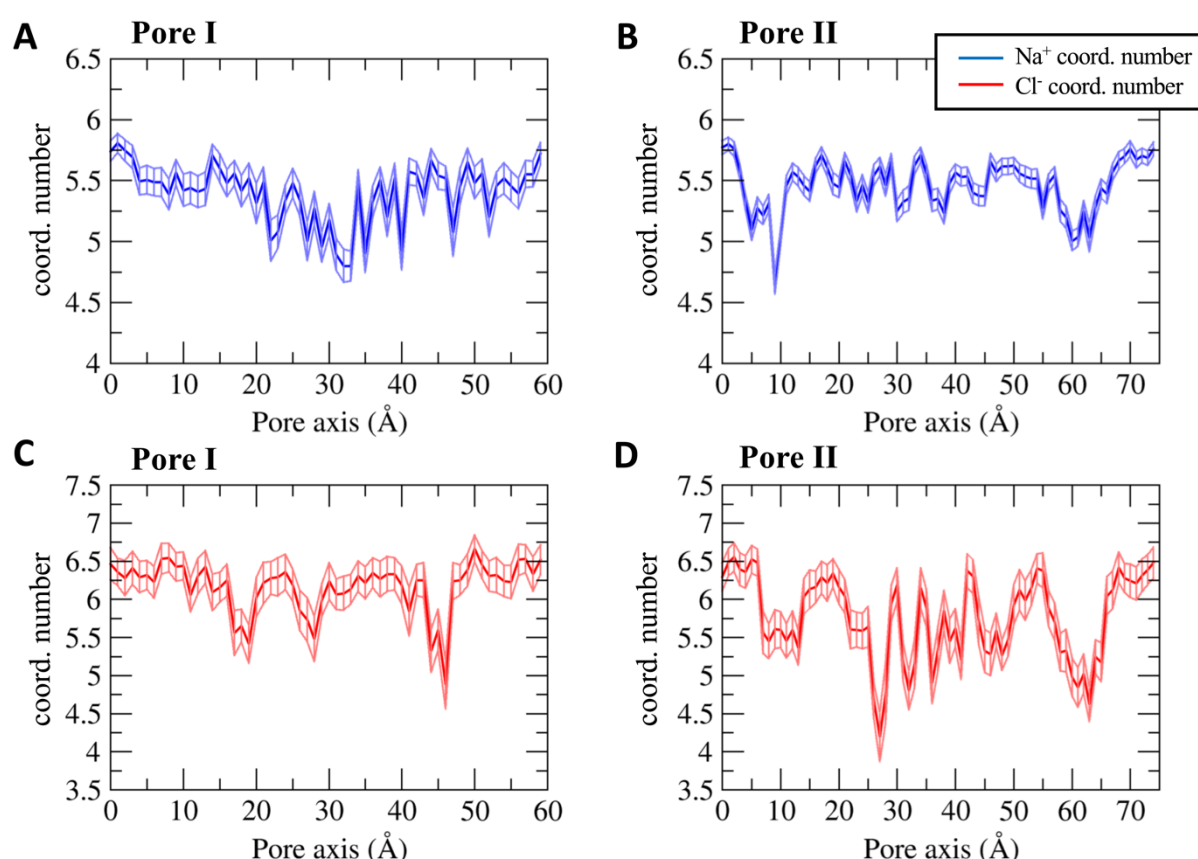 A Pore I
6.5
6
5.5
5
4.5
4
coord. number
0 10 20 30 40 50 60
Pore axis (Å)
B Pore II
Na⁺ coord. number
Cl⁻ coord. number
6.5
6
5.5
5
4.5
4
coord. number
0 10 20 30 40 50 60 70
Pore axis (Å)
C Pore I
7.5
7
6.5
6
5.5
5
4.5
4
3.5
coord. number
0 10 20 30 40 50 60
Pore axis (Å)
D Pore II
7.5
7
6.5
6
5.5
5
4.5
4
3.5
coord. number
0 10 20 30 40 50 60 70
Pore axis (Å)